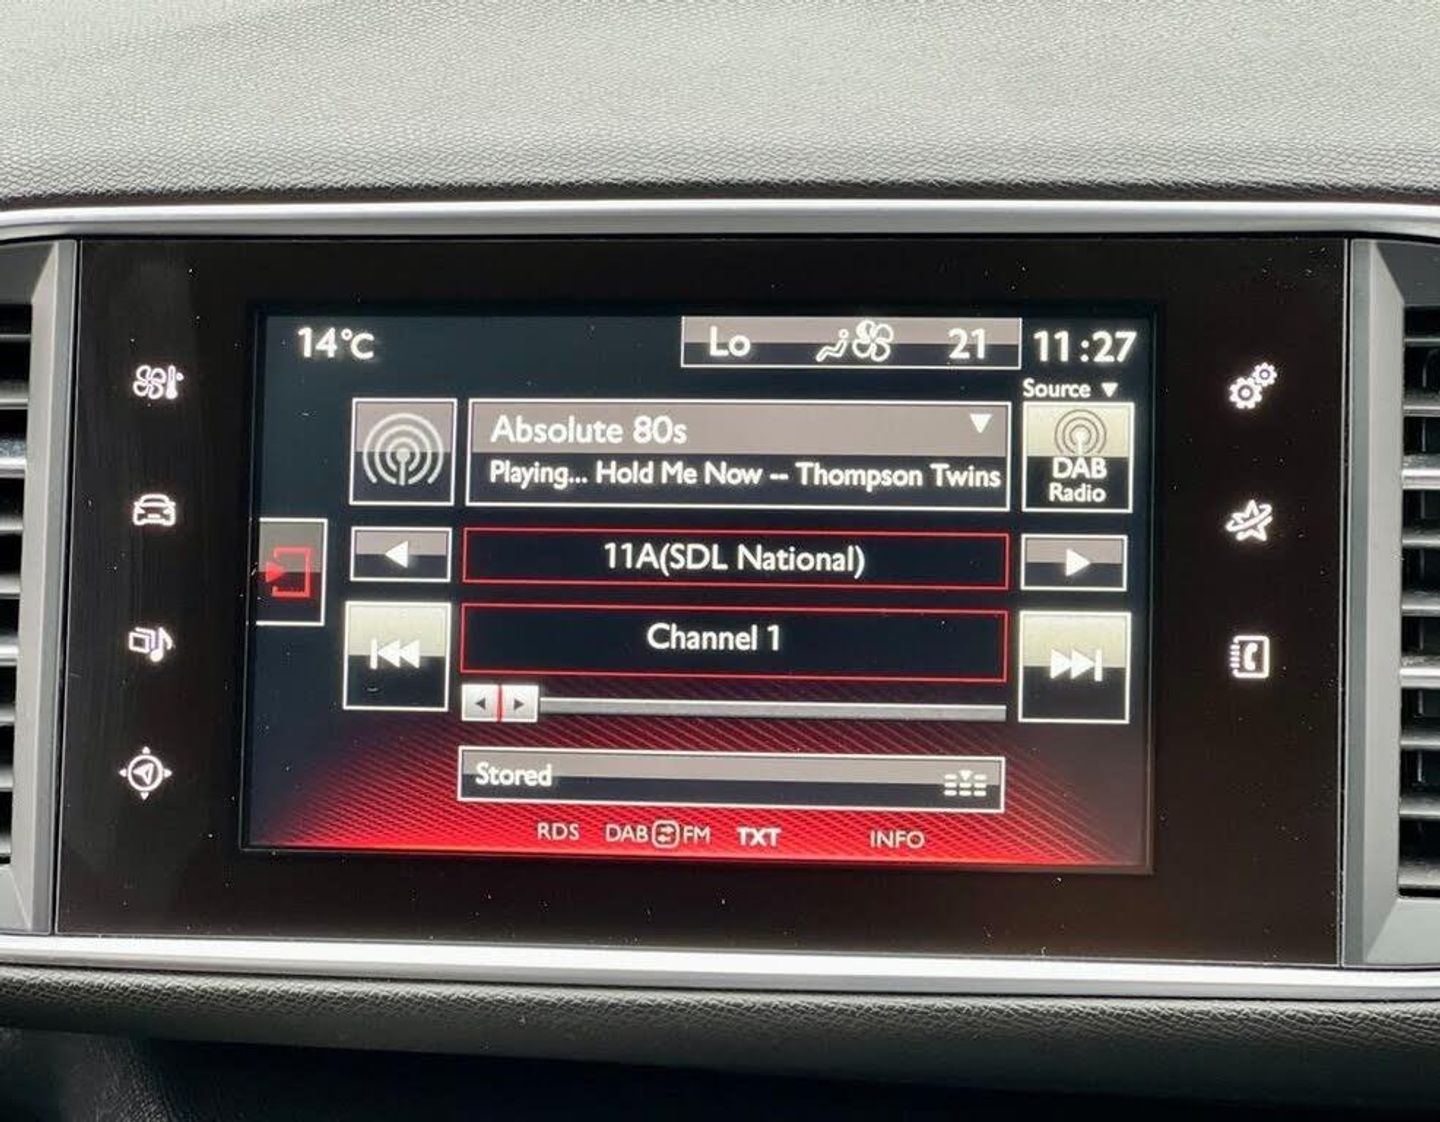 14°C Lo 21 11:27
Source
Absolute 80s
Playing... Hold Me Now -- Thompson Twins
DAB
Radio
11A(SDL National)
Channel 1
Stored
RDS DAB FM TXT INFO